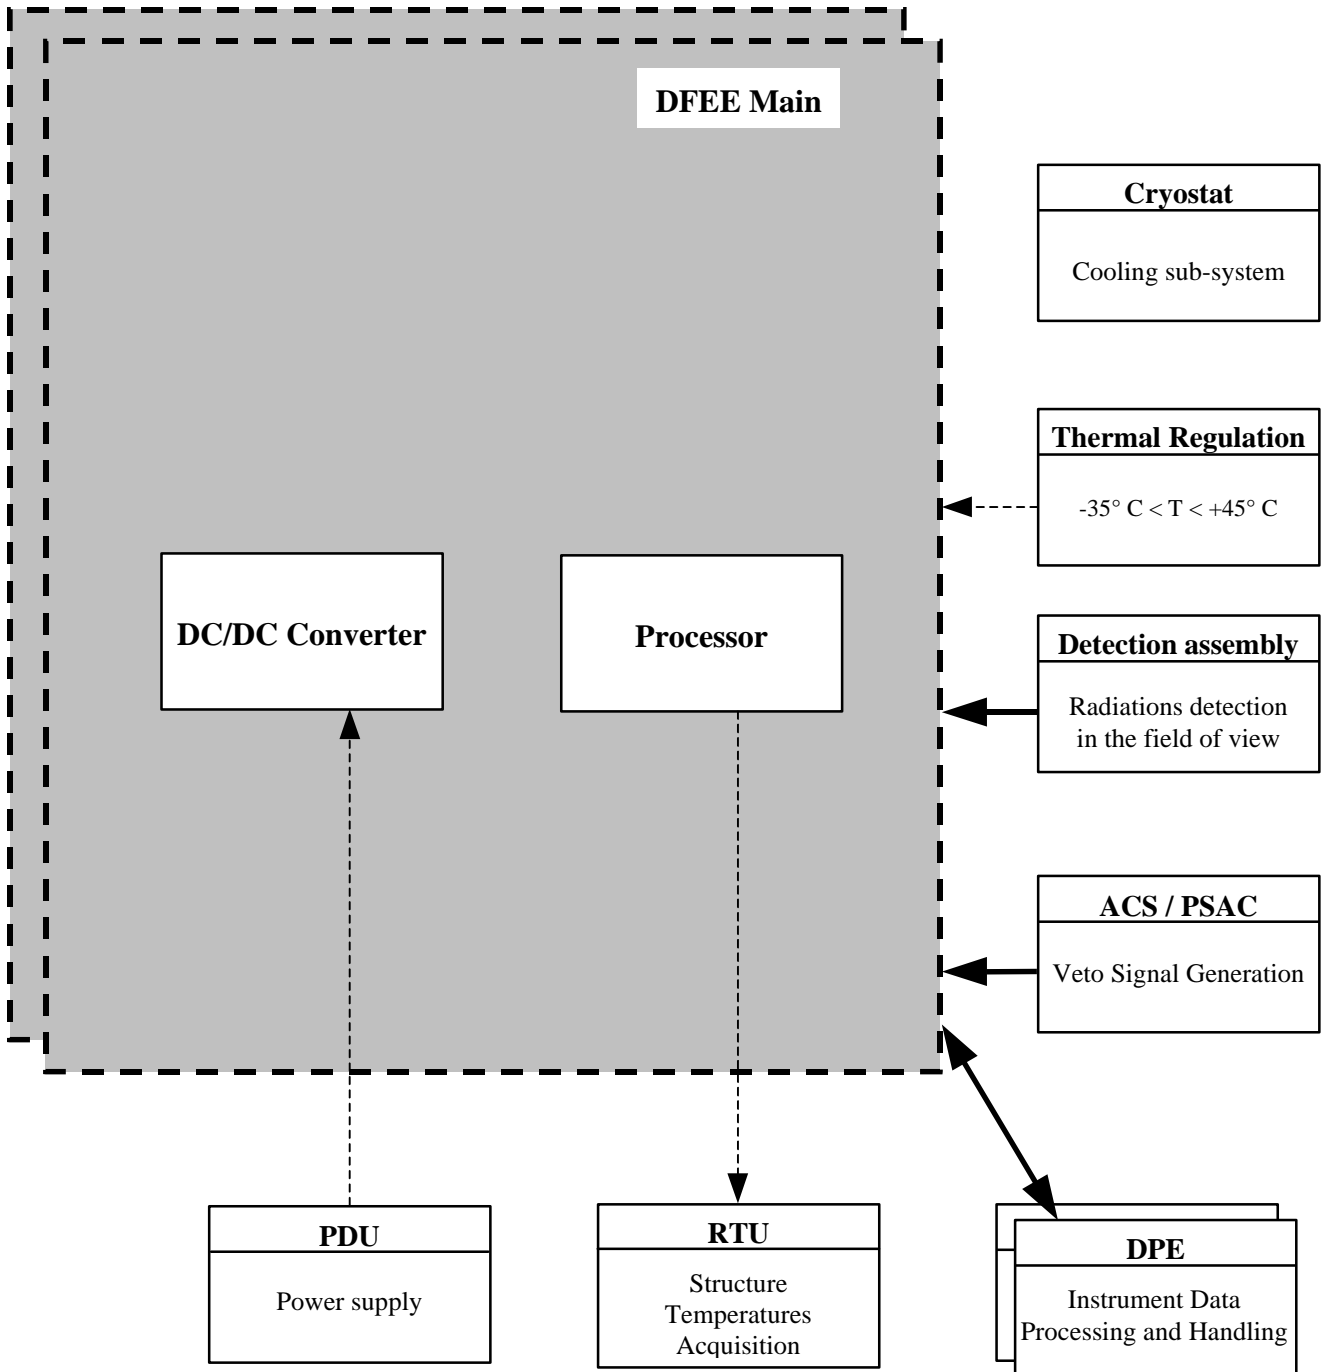 DFEE Main
Cryostat
Cooling sub-system
Thermal Regulation
-35° C < T < +45° C
DC/DC Converter
Processor
Detection assembly
Radiations detection
in the field of view
ACS / PSAC
Veto Signal Generation
PDU
Power supply
RTU
Structure
Temperatures
Acquisition
DPE
Instrument Data
Processing and Handling